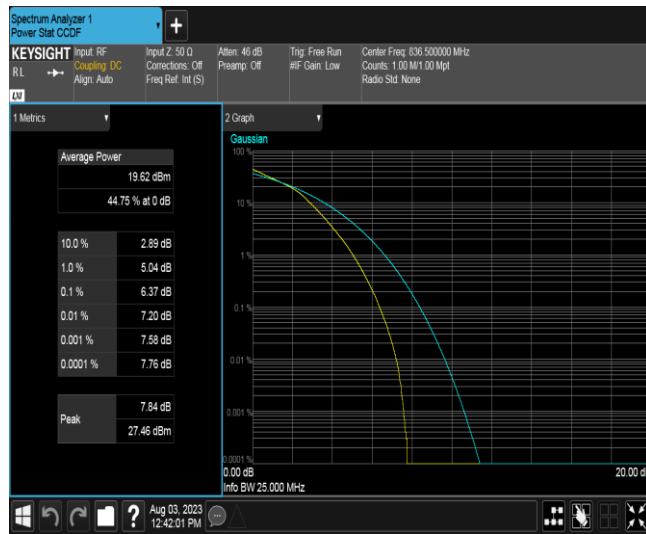 Spectrum Analyzer 1
Power Stat CCDF
+
KEYSIGHT
RL
LXI
Input: RF
Coupling: DC
Align: Auto
Input Z: 50 Ω
Corrections: Off
Freq Ref: Int (S)
Atten: 46 dB
Preamp: Off
Trig: Free Run
#IF Gain: Low
Center Freq: 836.500000 MHz
Counts: 1.00 M/1.00 Mpt
Radio Std: None
1 Metrics
Average Power
19.62 dBm
44.75 % at 0 dB
10.0 % 2.89 dB
1.0 % 5.04 dB
0.1 % 6.37 dB
0.01 % 7.20 dB
0.001 % 7.58 dB
0.0001 % 7.76 dB
Peak
7.84 dB
27.46 dBm
2 Graph
Gaussian
100 %
10 %
1 %
0.1 %
0.01 %
0.001 %
0.0001 %
0.00 dB
20.00 d
Info BW 25.000 MHz
?
Aug 03, 2023
12:42:01 PM